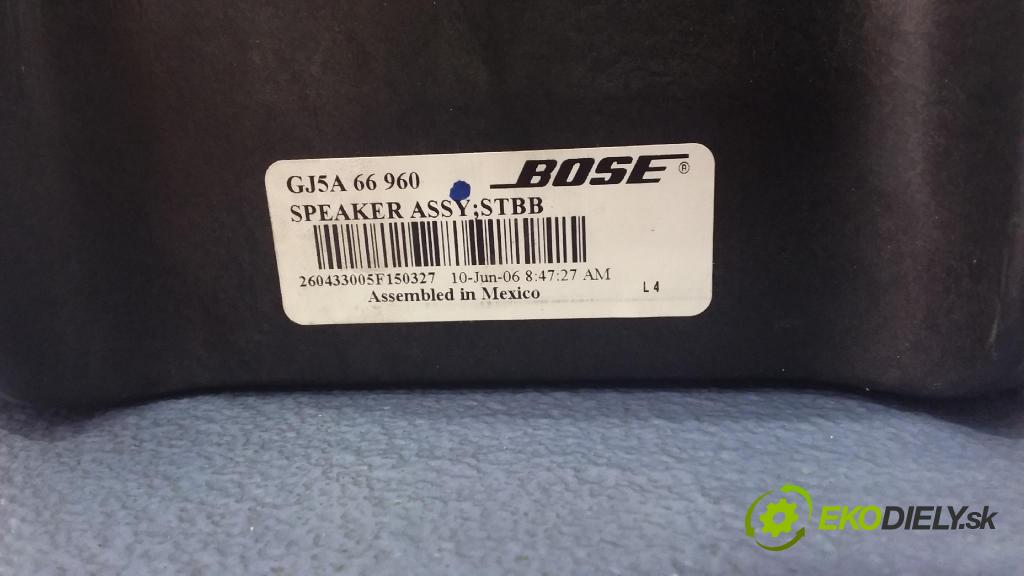 GJ5A 66 960
BOSE®
SPEAKER ASSY;STBB
260433005F150327 10-Jun-06 8:47:27 AM
Assembled in Mexico
L 4
EKODIELY.sk